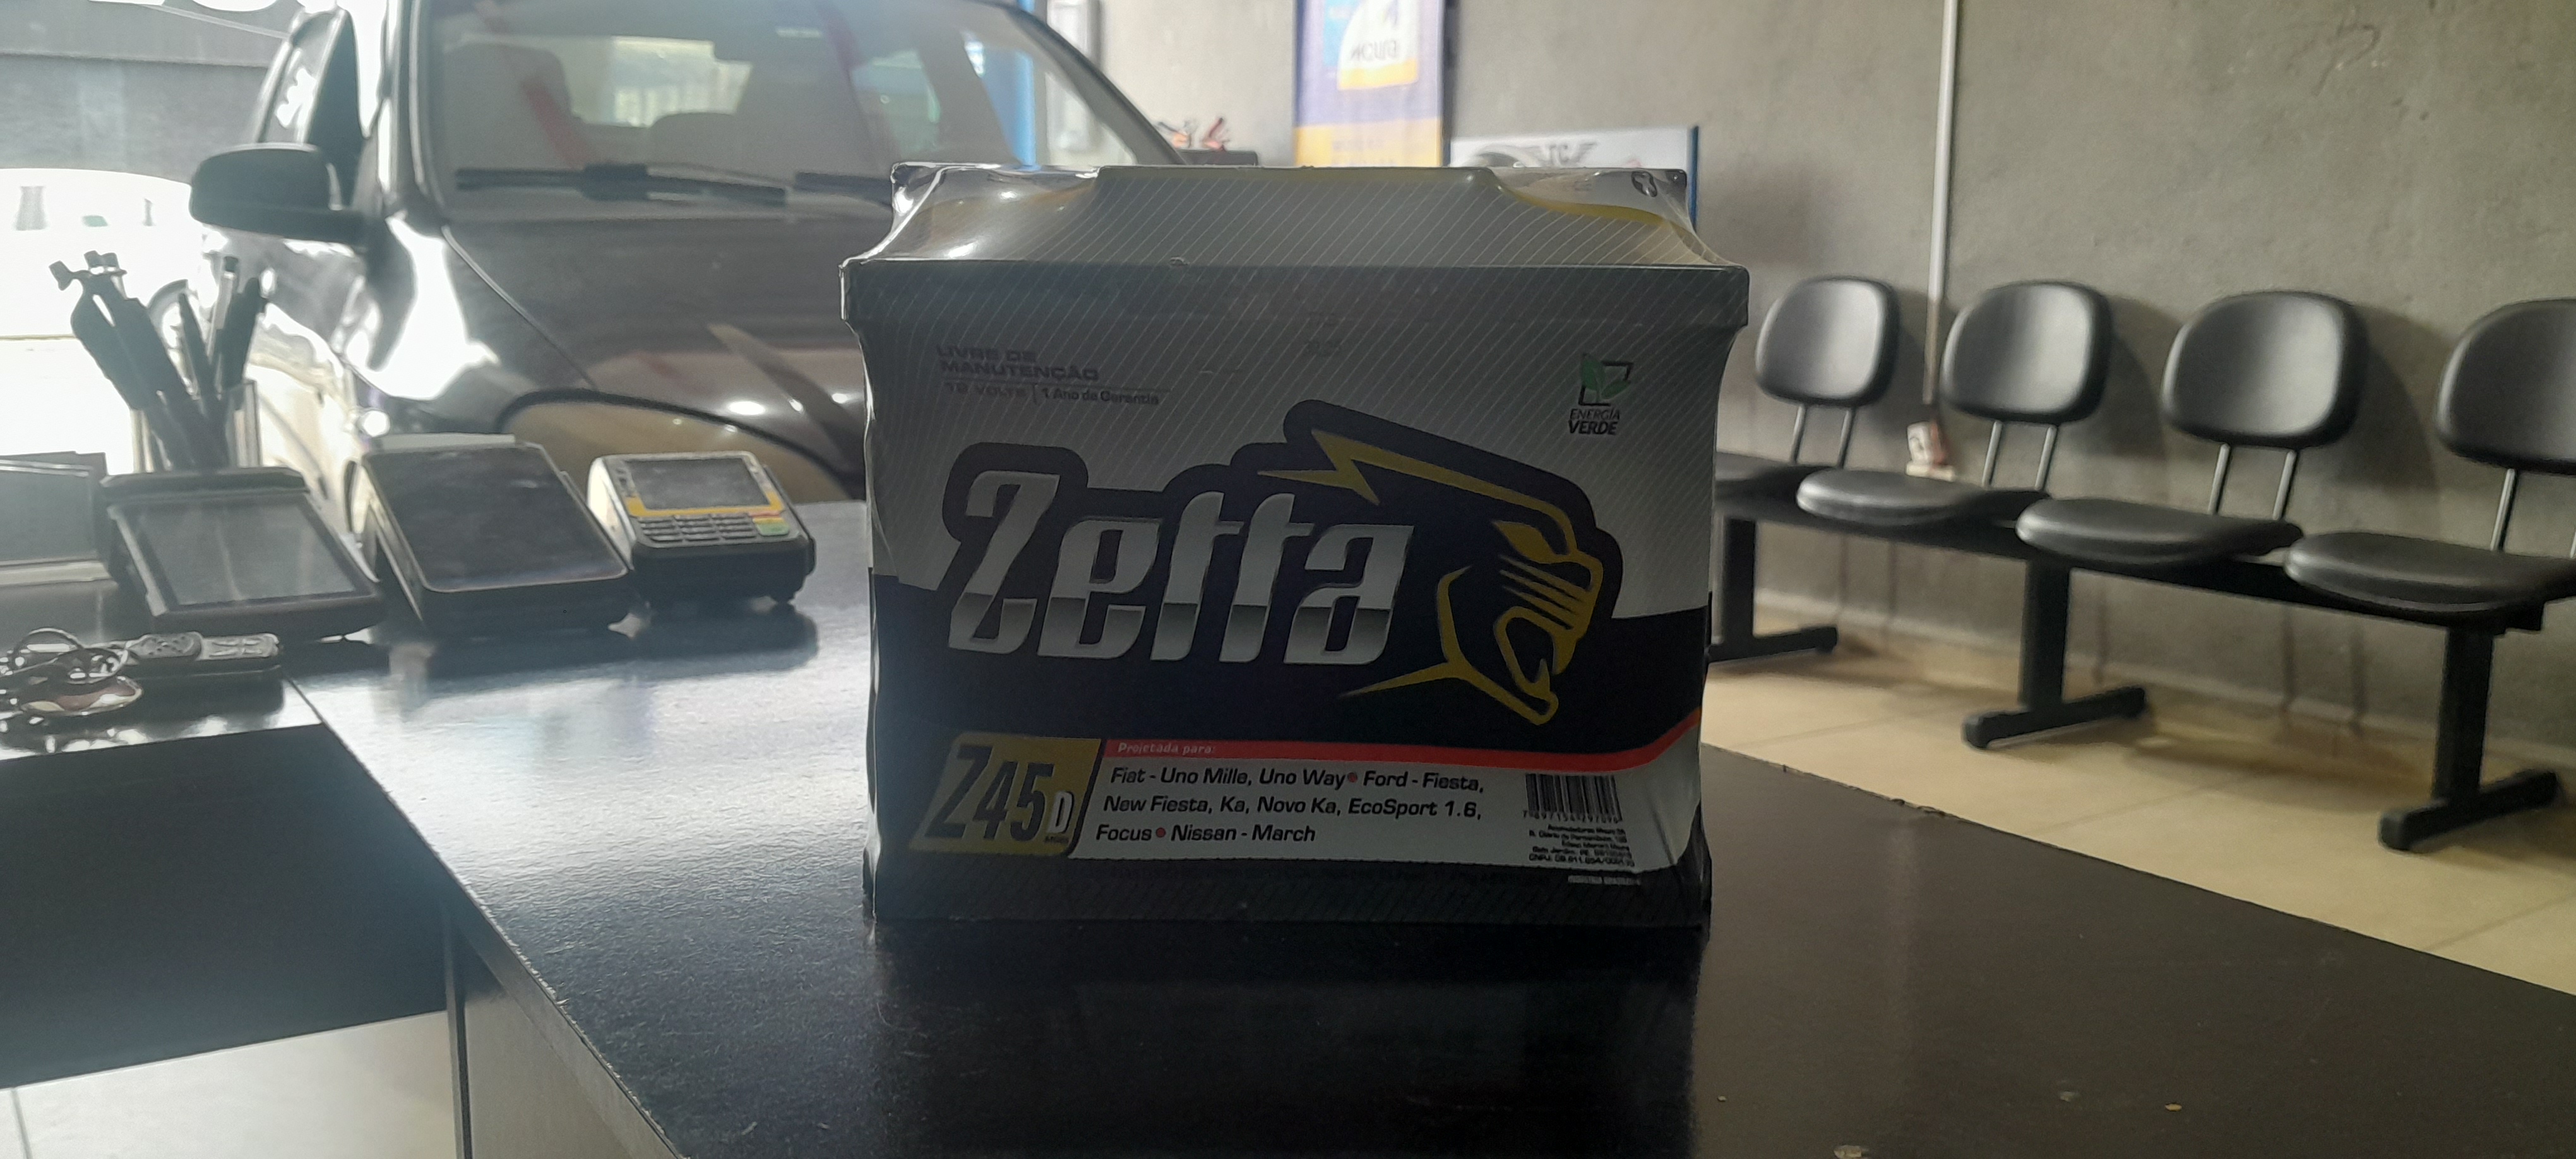 LIVRE DE
MANUTENÇÃO
12 VOLTS | 1 Ano de Garantia
ENERGIA
VERDE
Zetta
Z45D
Projetada para:
Fiat - Uno Mille, Uno Way • Ford - Fiesta,
New Fiesta, Ka, Novo Ka, EcoSport 1.6,
Focus • Nissan - March